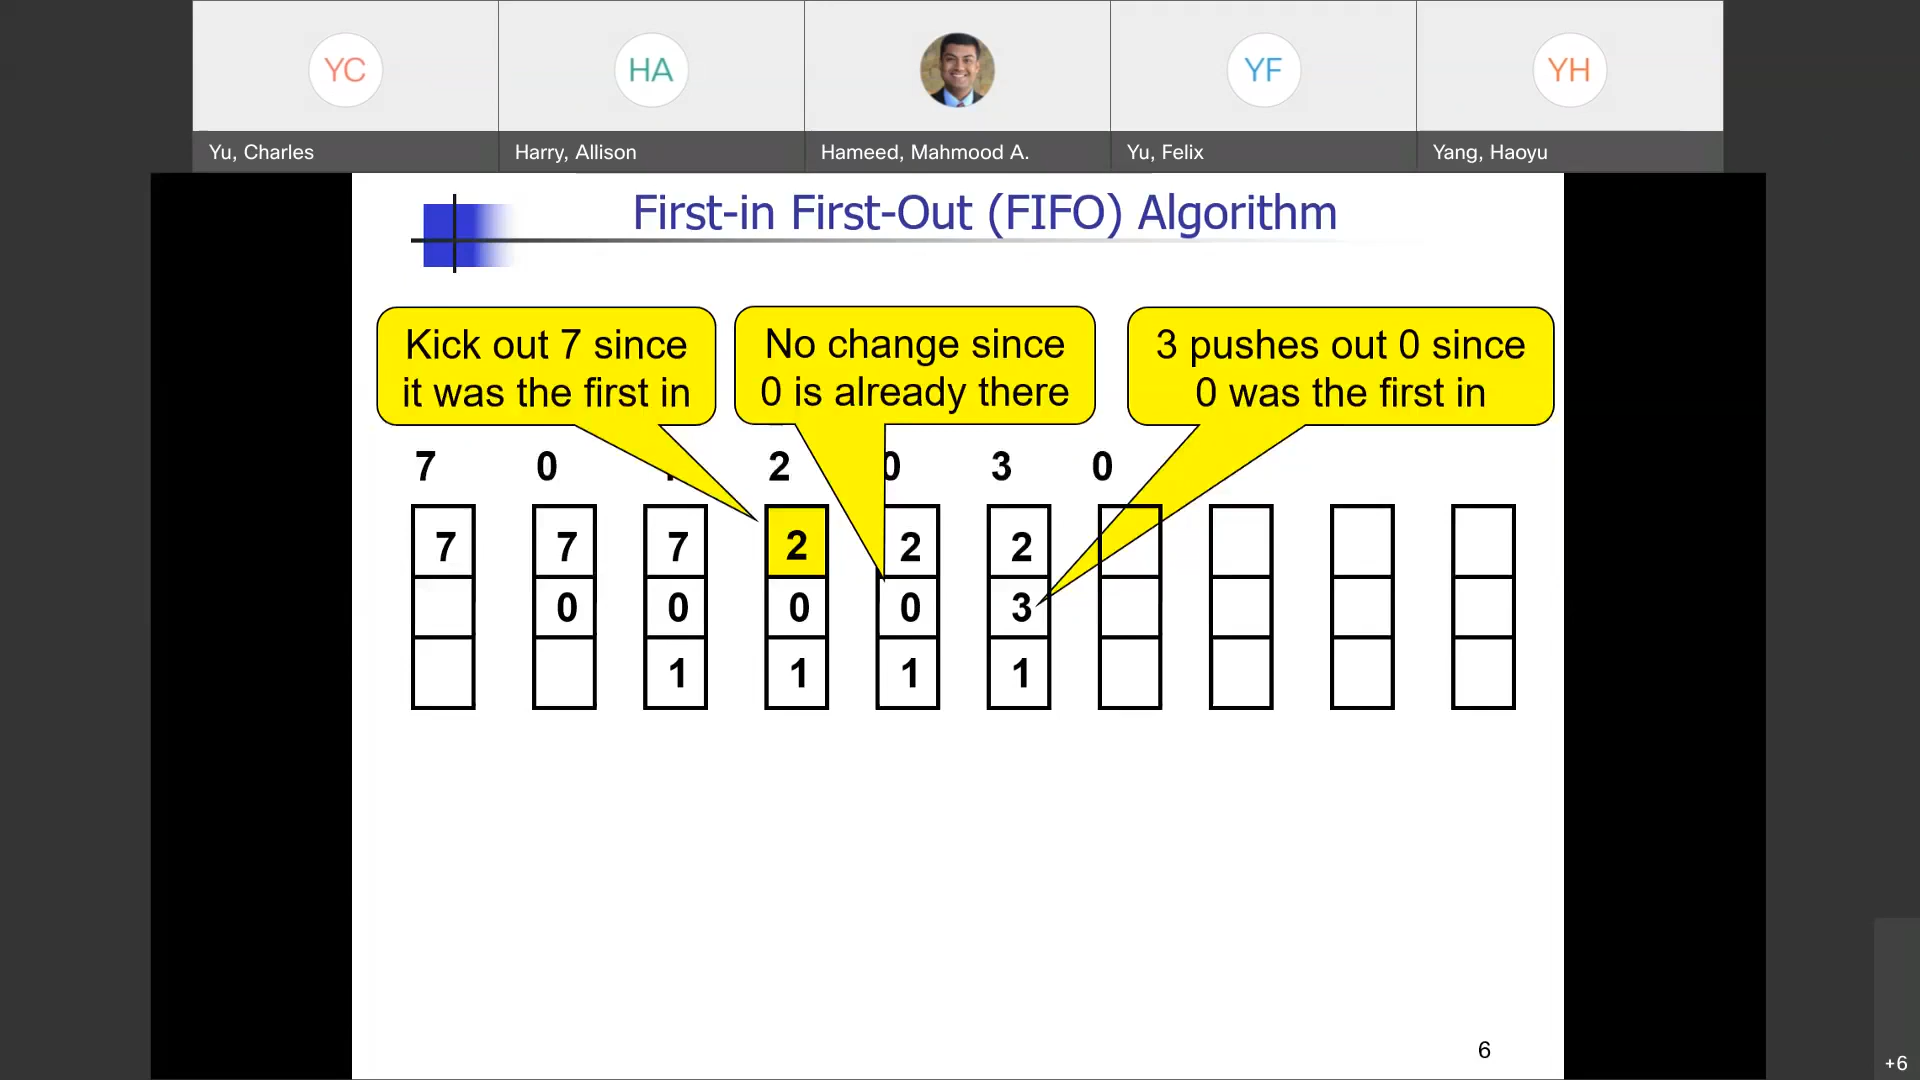 YC
HA
YF
YH
Yu, Charles
Harry, Allison
Hameed, Mahmood A.
Yu, Felix
Yang, Haoyu
First-in First-Out (FIFO) Algorithm
Kick out 7 since
it was the first in
No change since
0 is already there
3 pushes out 0 since
0 was the first in
7 0 2 0 3 0
7 7 7 2 2 2
0 0 0 0 3
1 1 1 1
6
+6